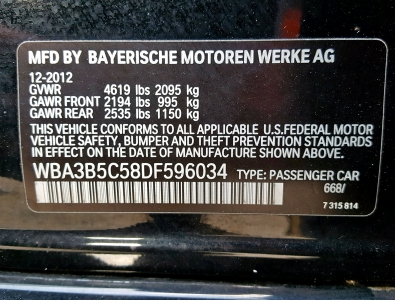 MFD BY BAYERISCHE MOTOREN WERKE AG
12-2012
GVWR 4619 lbs 2095 kg
GAWR FRONT 2194 lbs 995 kg
GAWR REAR 2535 lbs 1150 kg
THIS VEHICLE CONFORMS TO ALL APPLICABLE U.S.FEDERAL MOTOR
VEHICLE SAFETY, BUMPER AND THEFT PREVENTION STANDARDS
IN EFFECT ON THE DATE OF MANUFACTURE SHOWN ABOVE.
WBA3B5C58DF596034 TYPE: PASSENGER CAR
668/
7 315 814